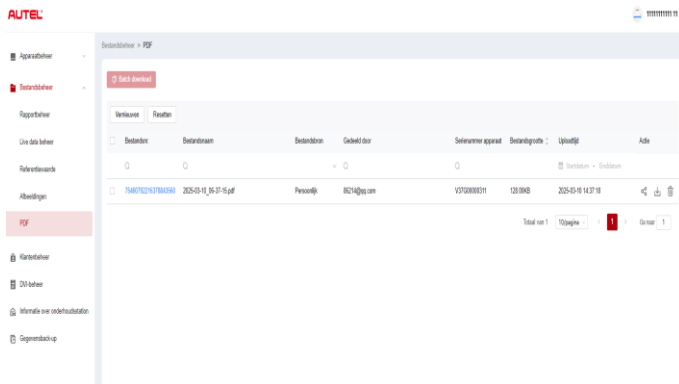 AUTEL
11111111111 11
Apparaatbeheer
Bestandsbeheer
Rapportbeheer
Live data beheer
Referentiewaarde
Afbeeldingen
PDF
Klantenbeheer
DVI-beheer
Informatie over onderhoudsstation
Gegevensback-up
Bestandsbeheer > PDF
Batch download
Vernieuwen Resetten
Bestandsnr. Bestandsnaam Bestandsbron Gedeeld door Serienummer apparaat Bestandsgrootte Uploadtijd Actie
Startdatum ~ Einddatum
2025-03-10_06-37-15.pdf Persoonlijk 86214@qq.com V37G00000311 128.00KB 2025-03-10 14:37:18
Totaal van 1 10/pagina < 1 > Ga naar 1